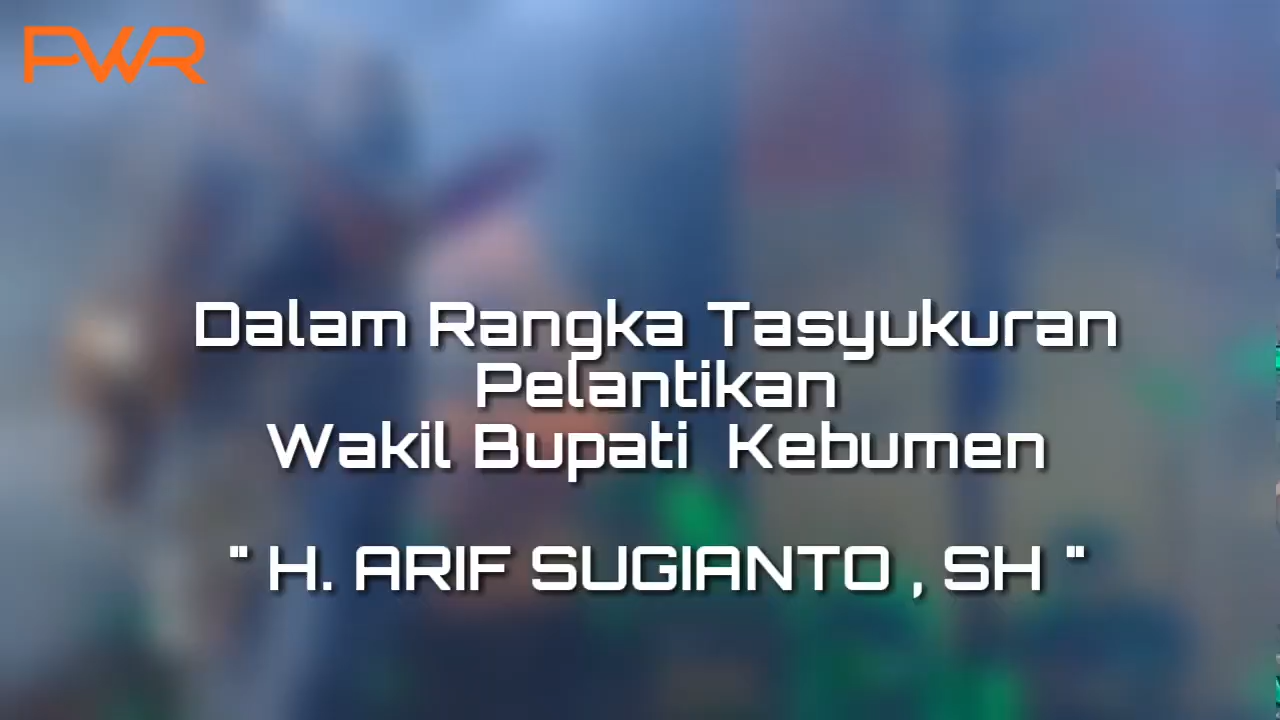 PWR
Dalam Rangka Tasyukuran
Pelantikan
Wakil Bupati Kebumen
" H. ARIF SUGIANTO , SH "